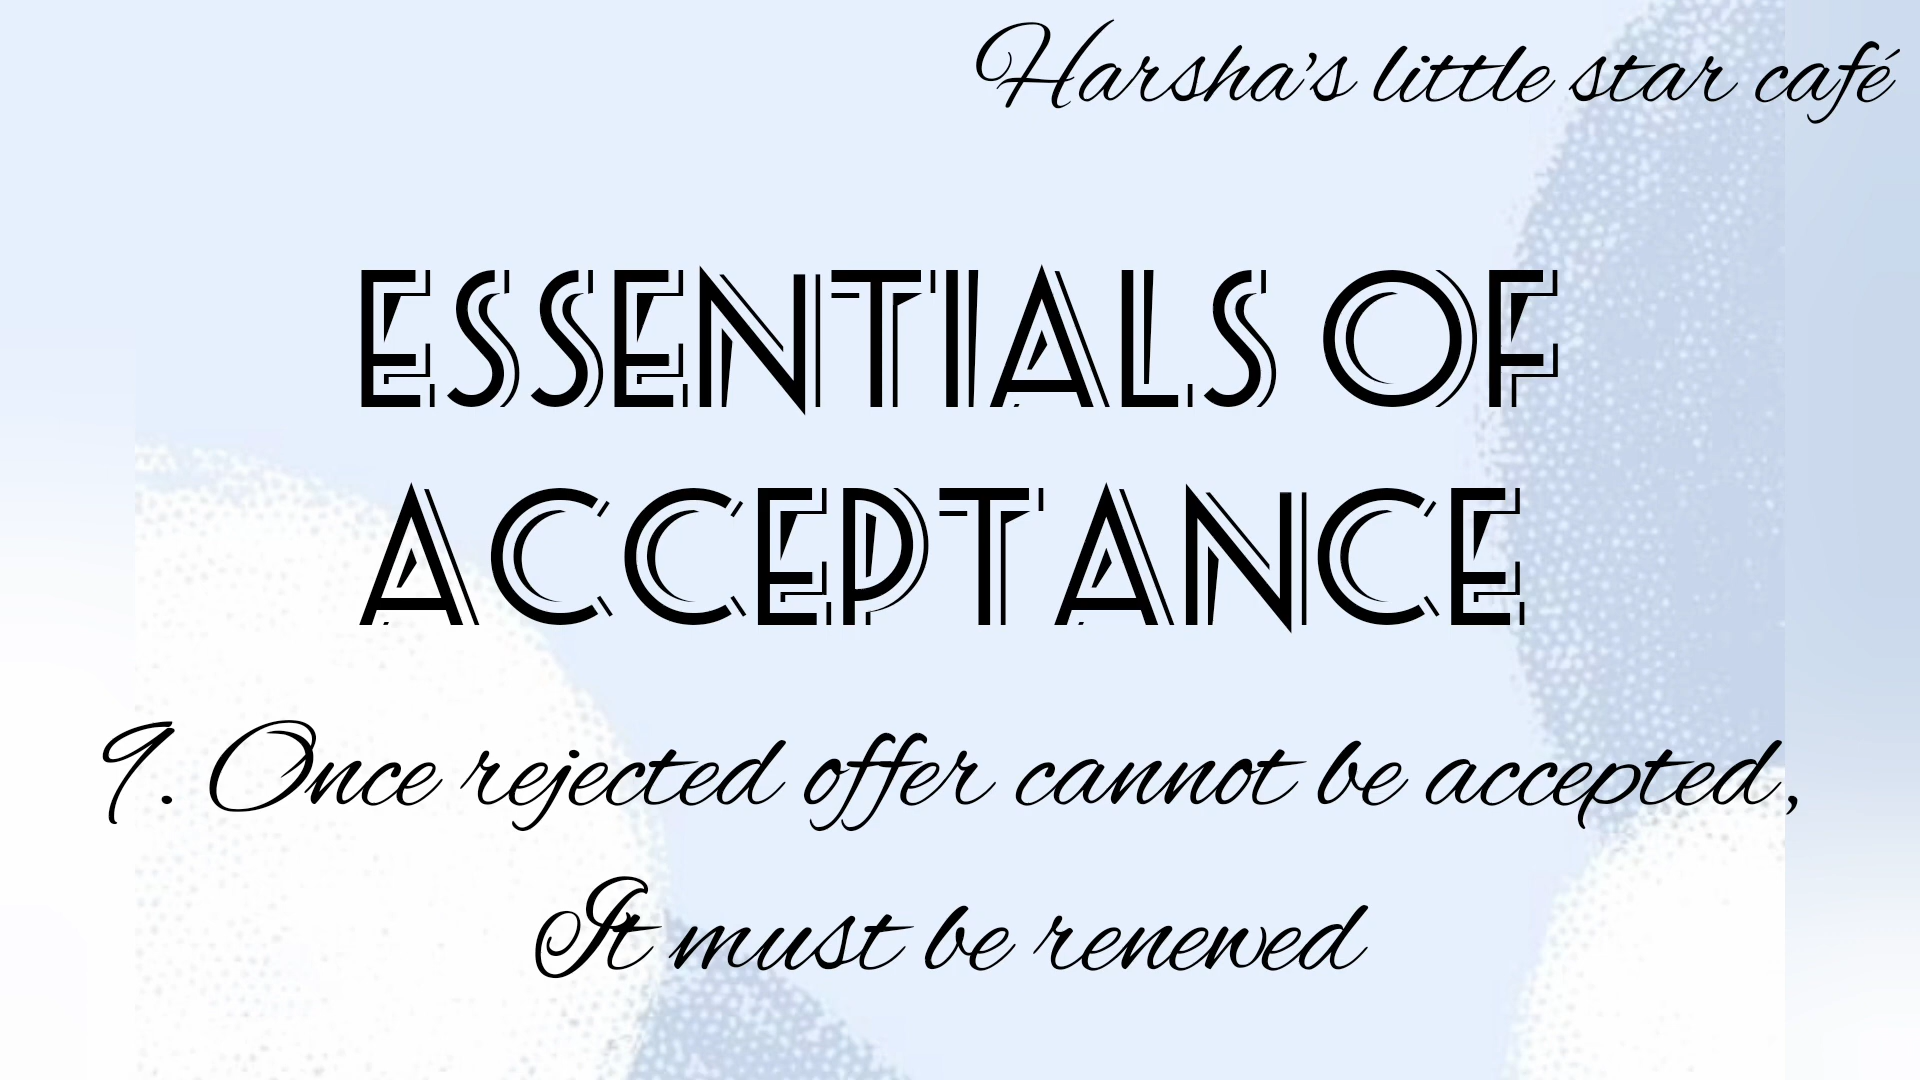 Harsha's little star café
ESSENTIALS OF
ACCEPTANCE
9. Once rejected offer cannot be accepted,
It must be renewed